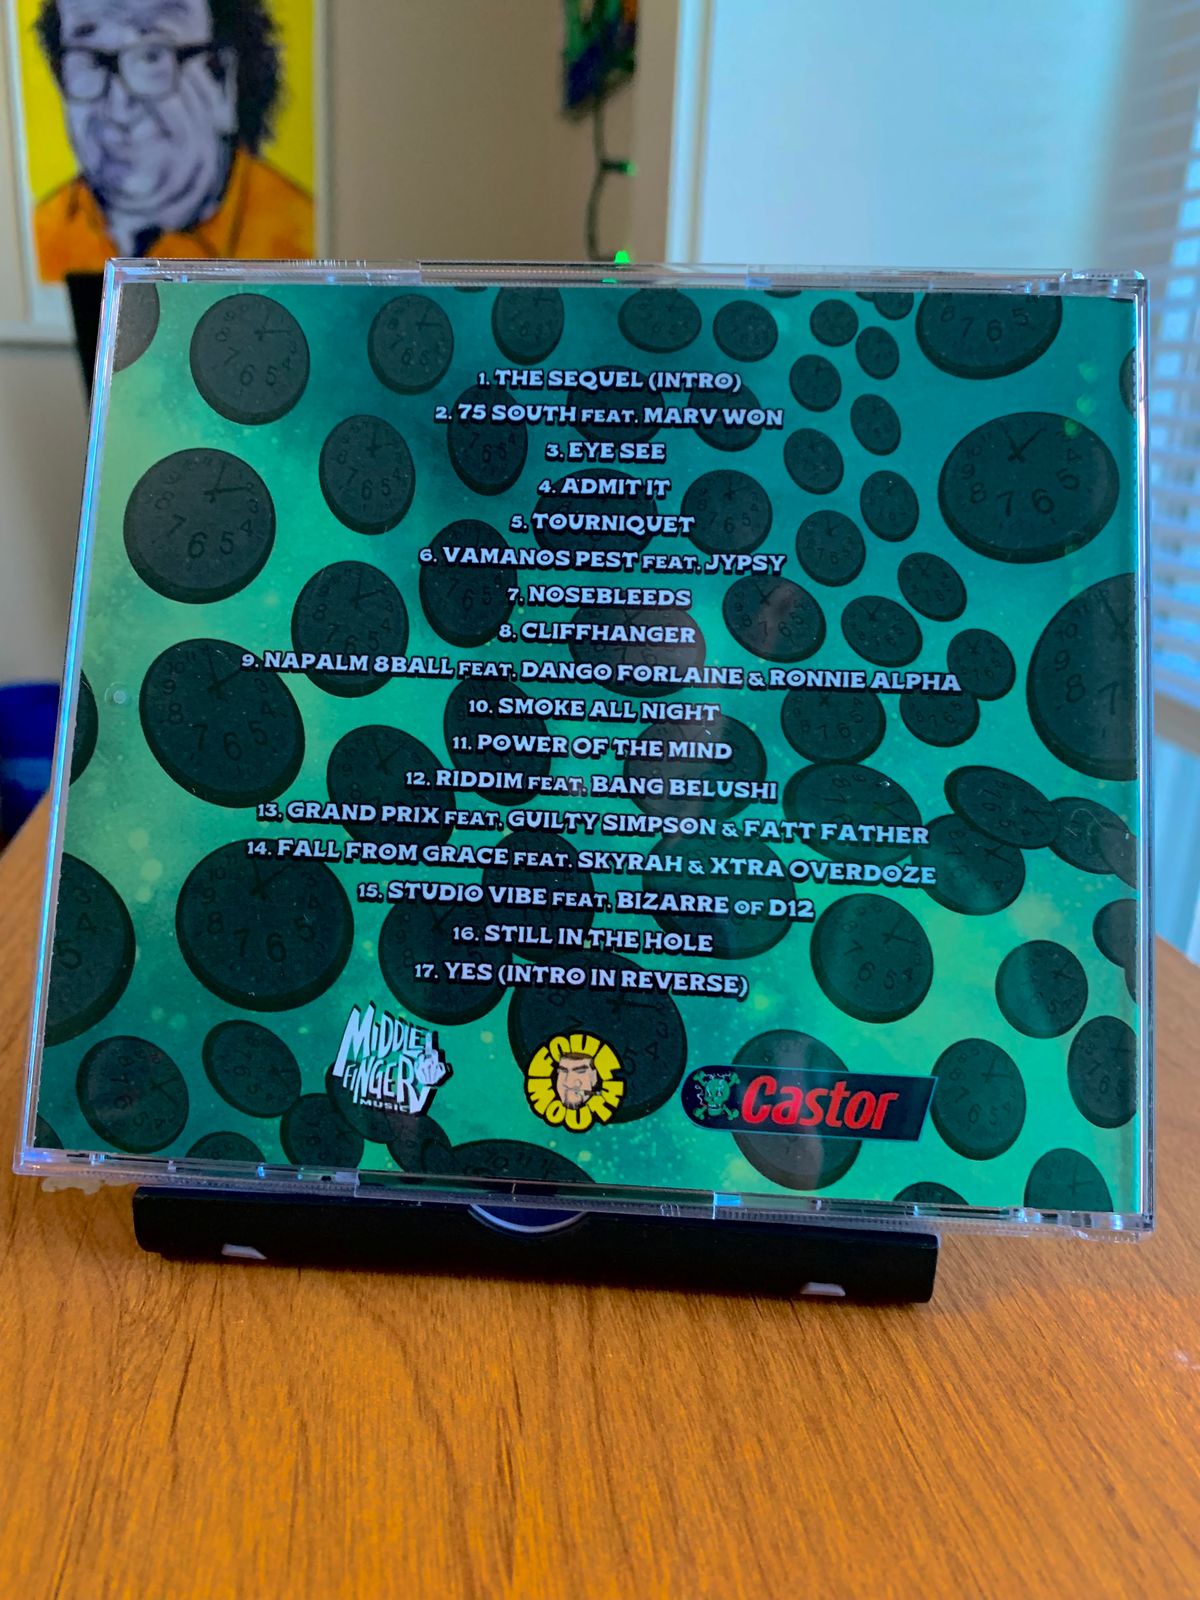 1. THE SEQUEL (INTRO)
2. 75 SOUTH FEAT. MARV WON
3. EYE SEE
4. ADMIT IT
5. TOURNIQUET
6. VAMANOS PEST FEAT. JYPSY
7. NOSEBLEEDS
8. CLIFFHANGER
9. NAPALM 8BALL FEAT. DANGO FORLAINE & RONNIE ALPHA
10. SMOKE ALL NIGHT
11. POWER OF THE MIND
12. RIDDIM FEAT. BANG BELUSHI
13. GRAND PRIX FEAT. GUILTY SIMPSON & FATT FATHER
14. FALL FROM GRACE FEAT. SKYRAH & XTRA OVERDOZE
15. STUDIO VIBE FEAT. BIZARRE OF D12
16. STILL IN THE HOLE
17. YES (INTRO IN REVERSE)
MIDDLE
FINGER
MUSIC
FOUL
MOUTH
Castor